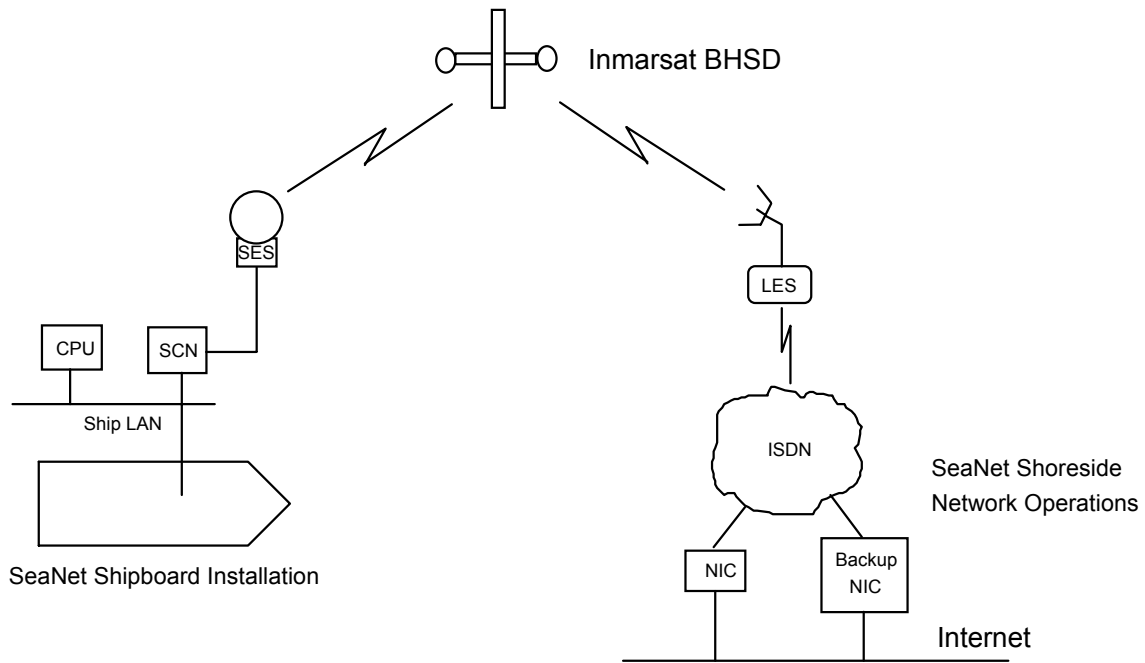 Inmarsat BHSD
SES
LES
CPU
SCN
Ship LAN
ISDN
SeaNet Shoreside
Network Operations
SeaNet Shipboard Installation
NIC
Backup
NIC
Internet